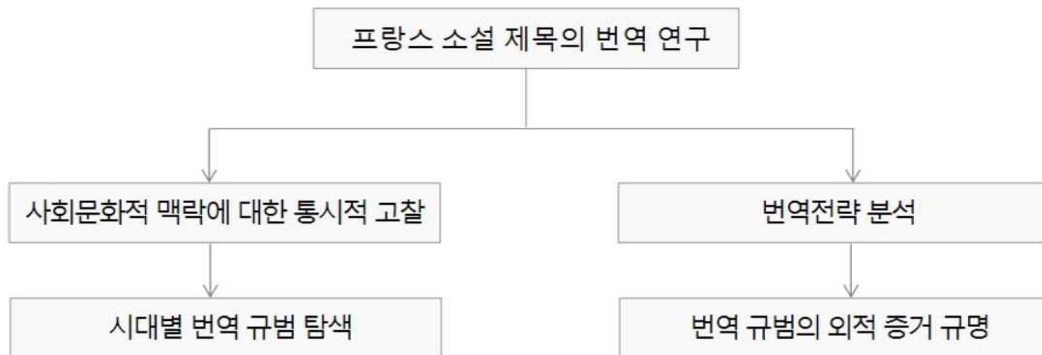 프랑스 소설 제목의 번역 연구
사회문화적 맥락에 대한 통시적 고찰
번역전략 분석
시대별 번역 규범 탐색
번역 규범의 외적 증거 규명